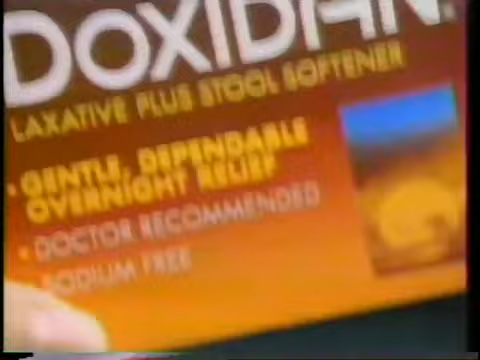 DOXIDAN
LAXATIVE PLUS STOOL SOFTENER
• GENTLE, DEPENDABLE
OVERNIGHT RELIEF
• DOCTOR RECOMMENDED
SODIUM FREE